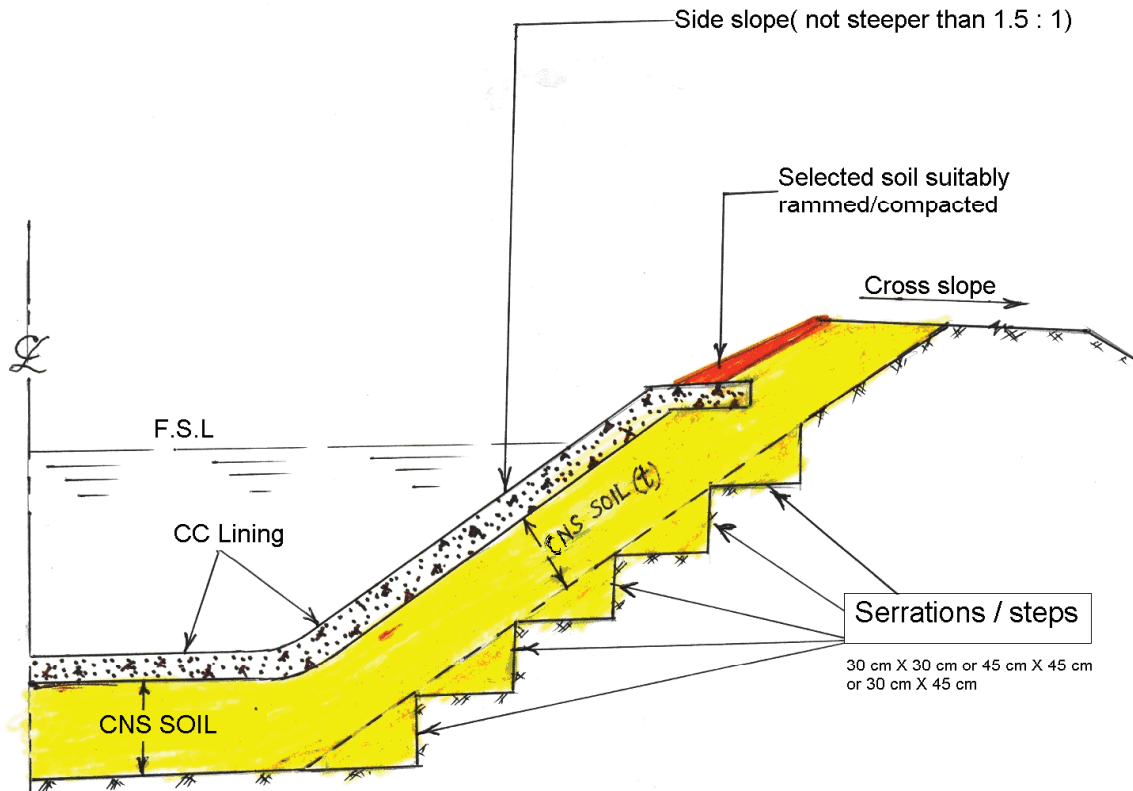 Side slope( not steeper than 1.5 : 1)
Selected soil suitably
rammed/compacted
Cross slope
℄
F.S.L
CNS SOIL (t)
CC Lining
Serrations / steps
30 cm X 30 cm or 45 cm X 45 cm
or 30 cm X 45 cm
CNS SOIL